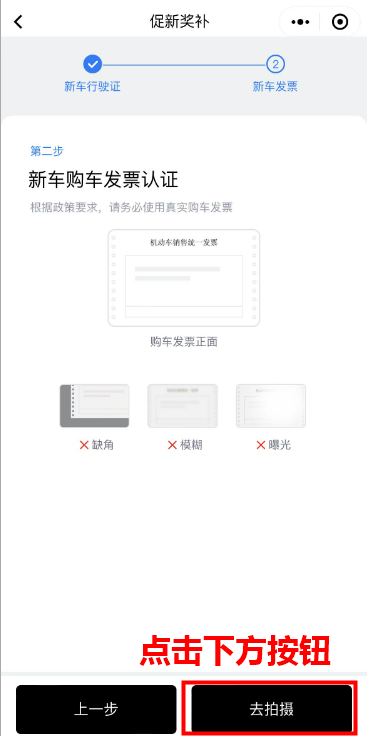 促新奖补
2
新车行驶证
新车发票
第二步
新车购车发票认证
根据政策要求，请务必使用真实购车发票
机动车销售统一发票
购车发票正面
缺角
模糊
曝光
点击下方按钮
上一步
去拍摄